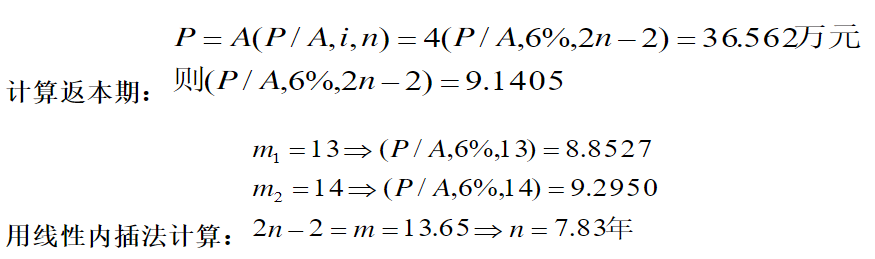 P = A(P / A,i,n) = 4(P / A,6%,2n − 2) = 36.562万元
计算返本期：则(P / A,6%,2n − 2) = 9.1405
m₁ = 13 ⇒ (P / A,6%,13) = 8.8527
m₂ = 14 ⇒ (P / A,6%,14) = 9.2950
用线性内插法计算：2n − 2 = m = 13.65 ⇒ n = 7.83年